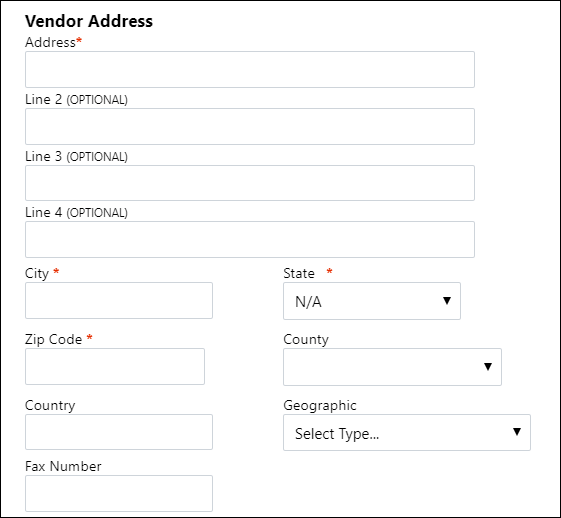 Vendor Address
Address*
Line 2 (OPTIONAL)
Line 3 (OPTIONAL)
Line 4 (OPTIONAL)
City * State *
N/A
Zip Code * County
Country Geographic
Select Type...
Fax Number